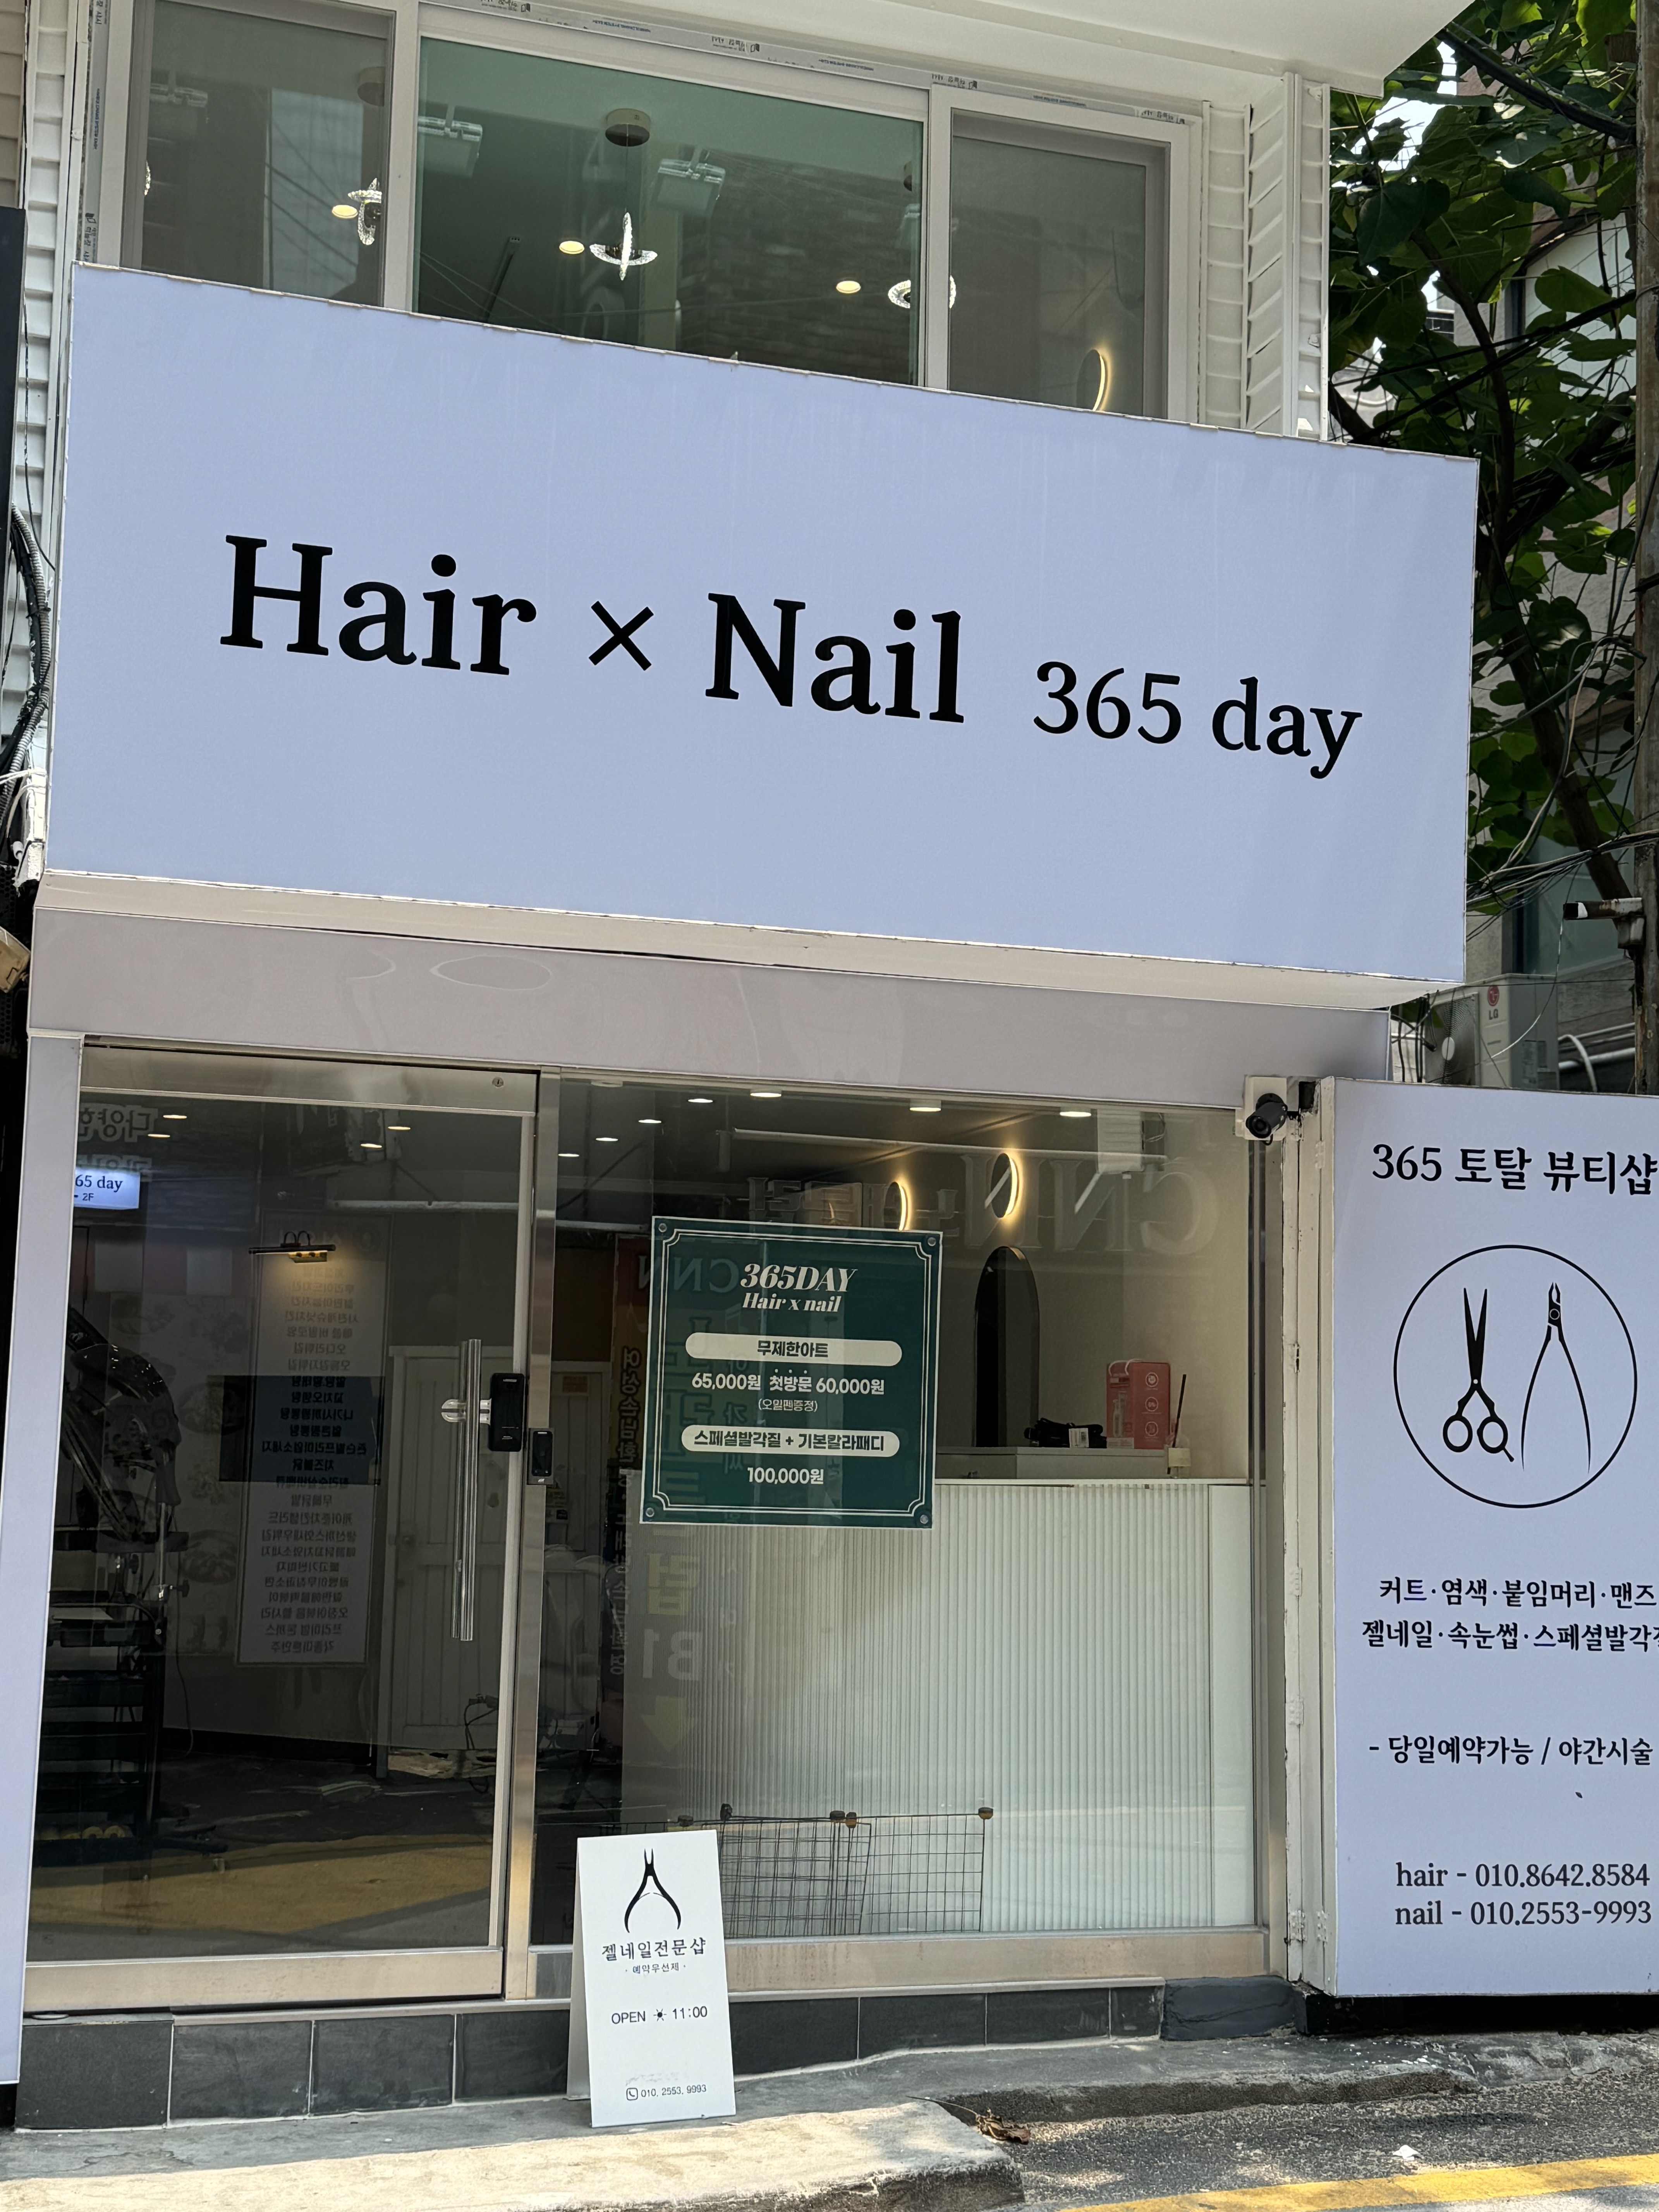 Hair × Nail 365 day
65 day
2F
365DAY
Hair x nail
무제한아트
65,000원 첫방문 60,000원
(오일펜증정)
스페셜발각질 + 기본칼라패디
100,000원
365 토탈 뷰티샵
커트·염색·붙임머리·맨즈
젤네일·속눈썹·스페셜발각질
- 당일예약가능 / 야간시술
hair - 010.8642.8584
nail - 010.2553-9993
젤네일전문샵
· 예약우선제 ·
OPEN 11:00
010. 2553. 9993
LG